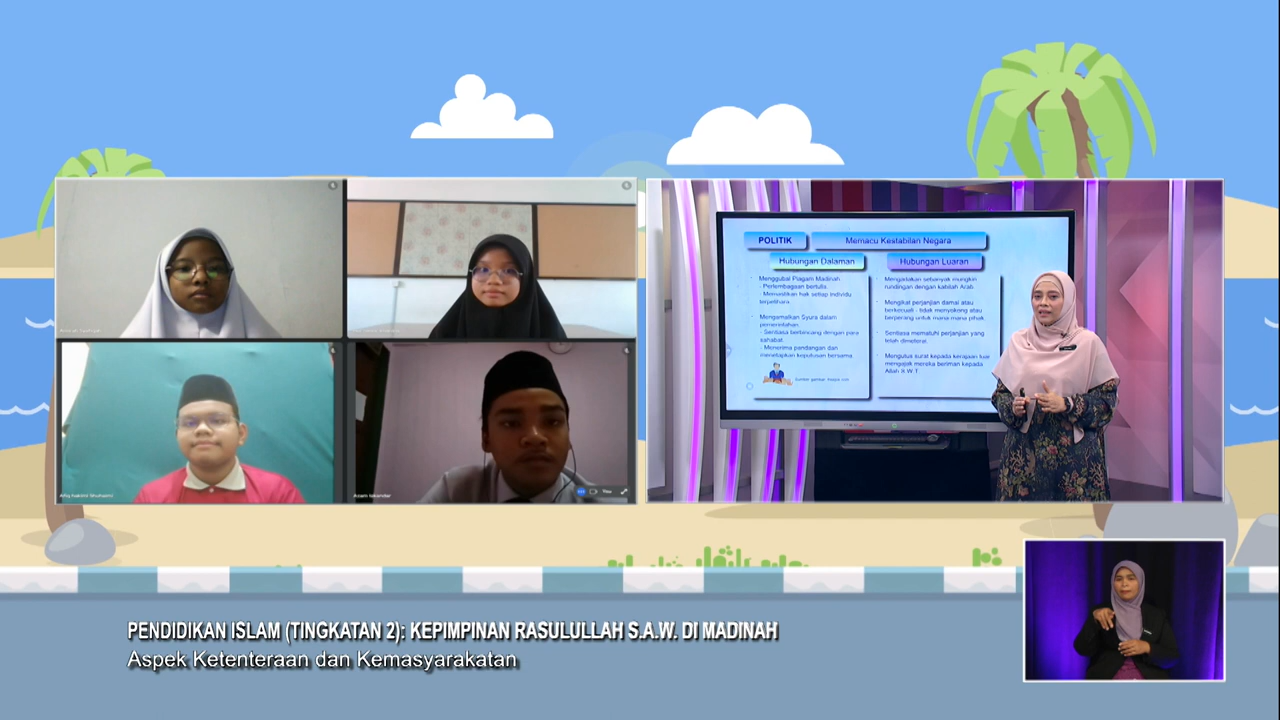 POLITIK
Memacu Kestabilan Negara
Hubungan Dalaman
Hubungan Luaran
Menggubal Piagam Madinah
- Perlembagaan bertulis.
- Memastikan hak setiap individu
terpelihara.
Mengamalkan Syura dalam
pemerintahan.
- Sentiasa berbincang dengan para
sahabat.
- Menerima pandangan dan
menetapkan keputusan bersama
Mengadakan sebanyak mungkin
rundingan dengan kabilah Arab.
Mengikat perjanjian damai atau
berkecuali - tidak menyokong atau
berperang untuk mana-mana pihak
Sentiasa mematuhi perjanjian yang
telah dimeterai.
Mengutus surat kepada kerajaan luar
mengajak mereka beriman kepada
Allah S.W.T.
Azam Iskandar
PENDIDIKAN ISLAM (TINGKATAN 2): KEPIMPINAN RASULULLAH S.A.W. DI MADINAH
Aspek Ketenteraan dan Kemasyarakatan